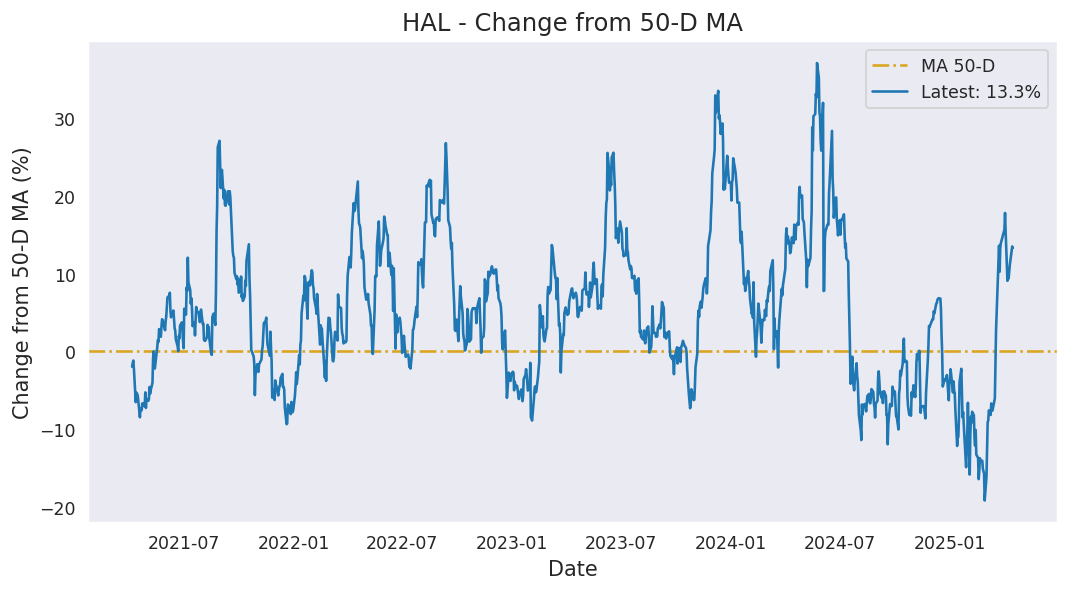 HAL - Change from 50-D MA
MA 50-D
Latest: 13.3%
Change from 50-D MA (%)
30
20
10
0
−10
−20
2021-07
2022-01
2022-07
2023-01
2023-07
2024-01
2024-07
2025-01
Date